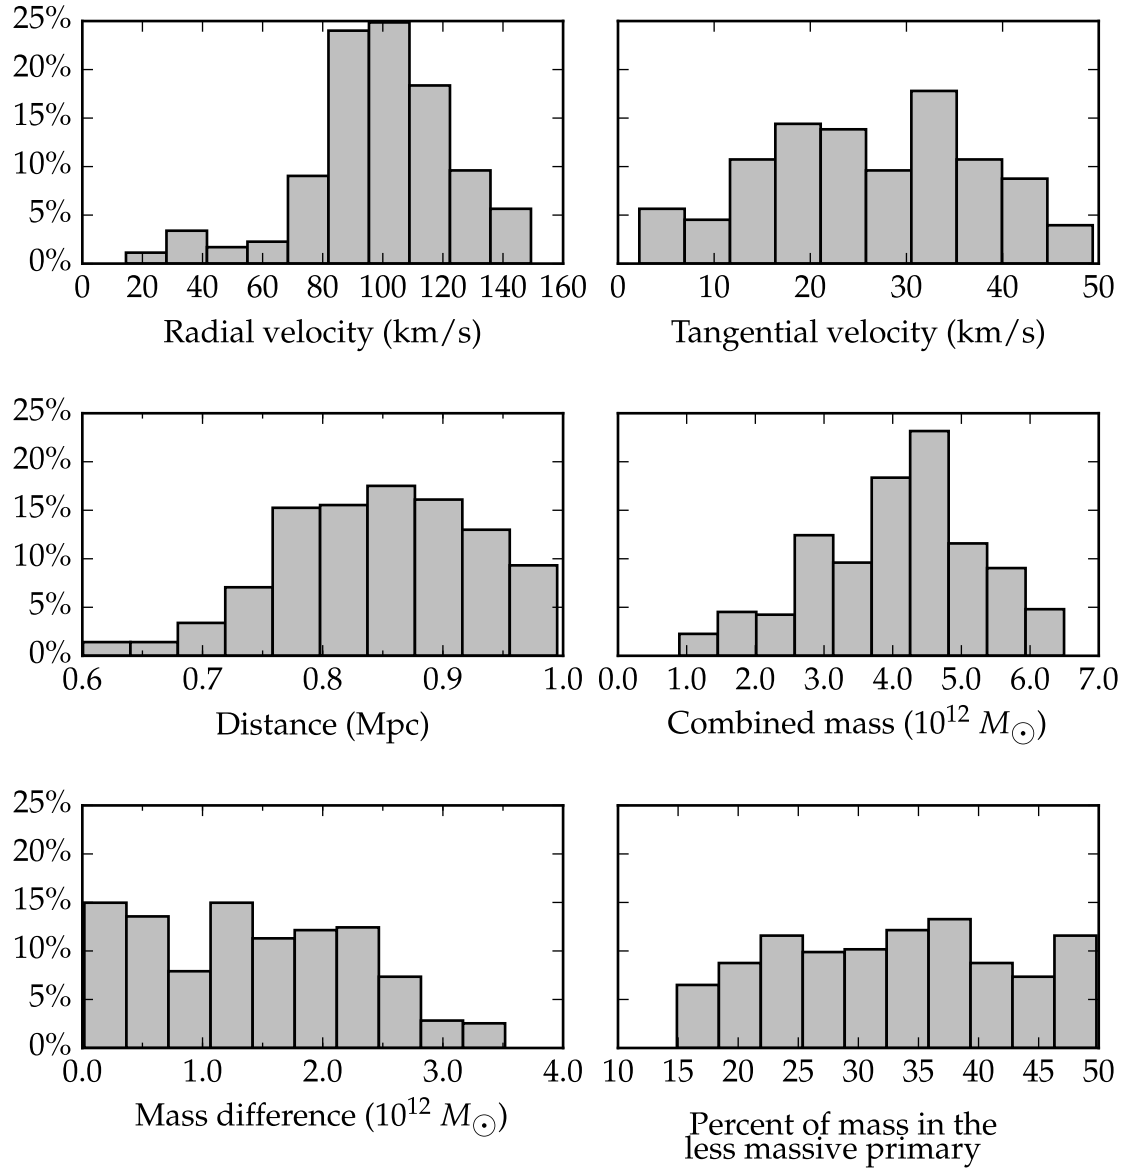 25%
20%
15%
10%
5%
0%
0 20 40 60 80 100 120 140 160
Radial velocity (km/s)
0 10 20 30 40 50
Tangential velocity (km/s)
25%
20%
15%
10%
5%
0%
0.6 0.7 0.8 0.9 1.0
Distance (Mpc)
0.0 1.0 2.0 3.0 4.0 5.0 6.0 7.0
Combined mass (10¹² M☉)
25%
20%
15%
10%
5%
0%
0.0 1.0 2.0 3.0 4.0
Mass difference (10¹² M☉)
10 15 20 25 30 35 40 45 50
Percent of mass in the
less massive primary